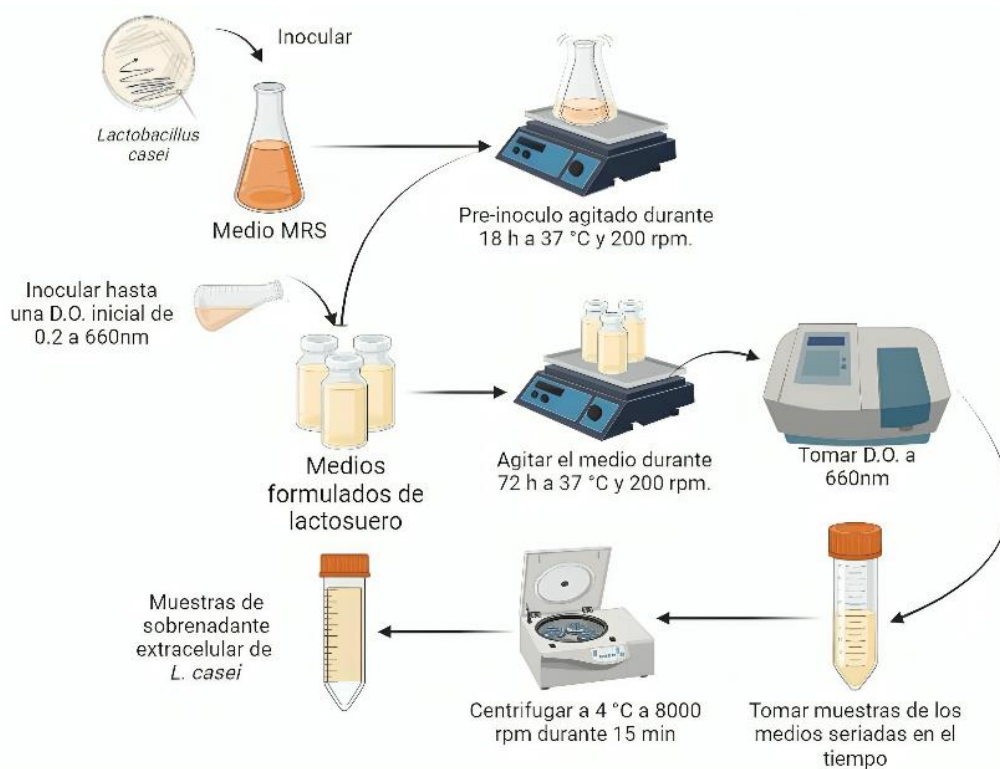 Inocular
Lactobacillus
casei
Medio MRS
Pre-inoculo agitado durante
18 h a 37 °C y 200 rpm.
Inocular hasta
una D.O. inicial de
0.2 a 660nm
Medios
formulados de
lactosuero
Agitar el medio durante
72 h a 37 °C y 200 rpm.
Tomar D.O. a
660nm
Tomar muestras de los
medios seriadas en el
tiempo
Centrifugar a 4 °C a 8000
rpm durante 15 min
Muestras de
sobrenadante
extracelular de
L. casei